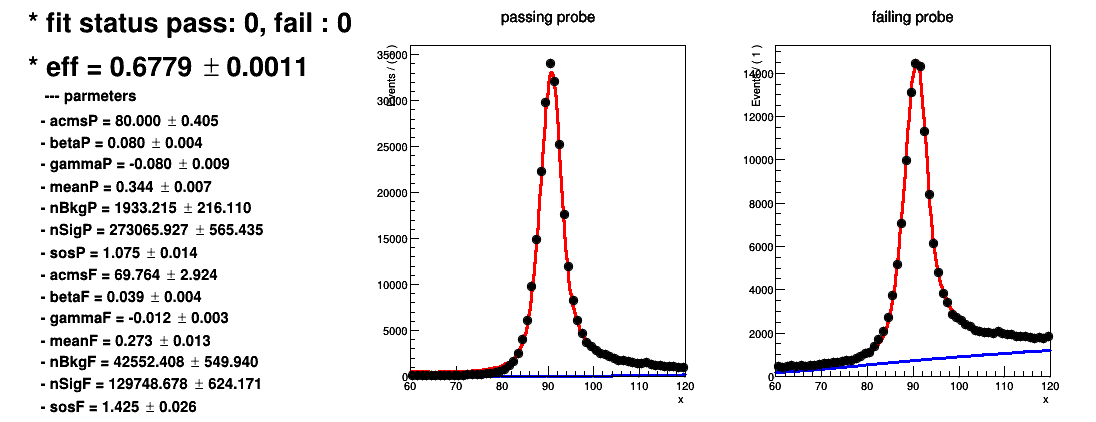 * fit status pass: 0, fail : 0
* eff = 0.6779 ± 0.0011
--- parmeters
- acmsP = 80.000 ± 0.405
- betaP = 0.080 ± 0.004
- gammaP = -0.080 ± 0.009
- meanP = 0.344 ± 0.007
- nBkgP = 1933.215 ± 216.110
- nSigP = 273065.927 ± 565.435
- sosP = 1.075 ± 0.014
- acmsF = 69.764 ± 2.924
- betaF = 0.039 ± 0.004
- gammaF = -0.012 ± 0.003
- meanF = 0.273 ± 0.013
- nBkgF = 42552.408 ± 549.940
- nSigF = 129748.678 ± 624.171
- sosF = 1.425 ± 0.026
passing probe
Events / ( 1 )
35000
30000
25000
20000
15000
10000
5000
0
60 70 80 90 100 110 120
x
failing probe
Events / ( 1 )
14000
12000
10000
8000
6000
4000
2000
0
60 70 80 90 100 110 120
x